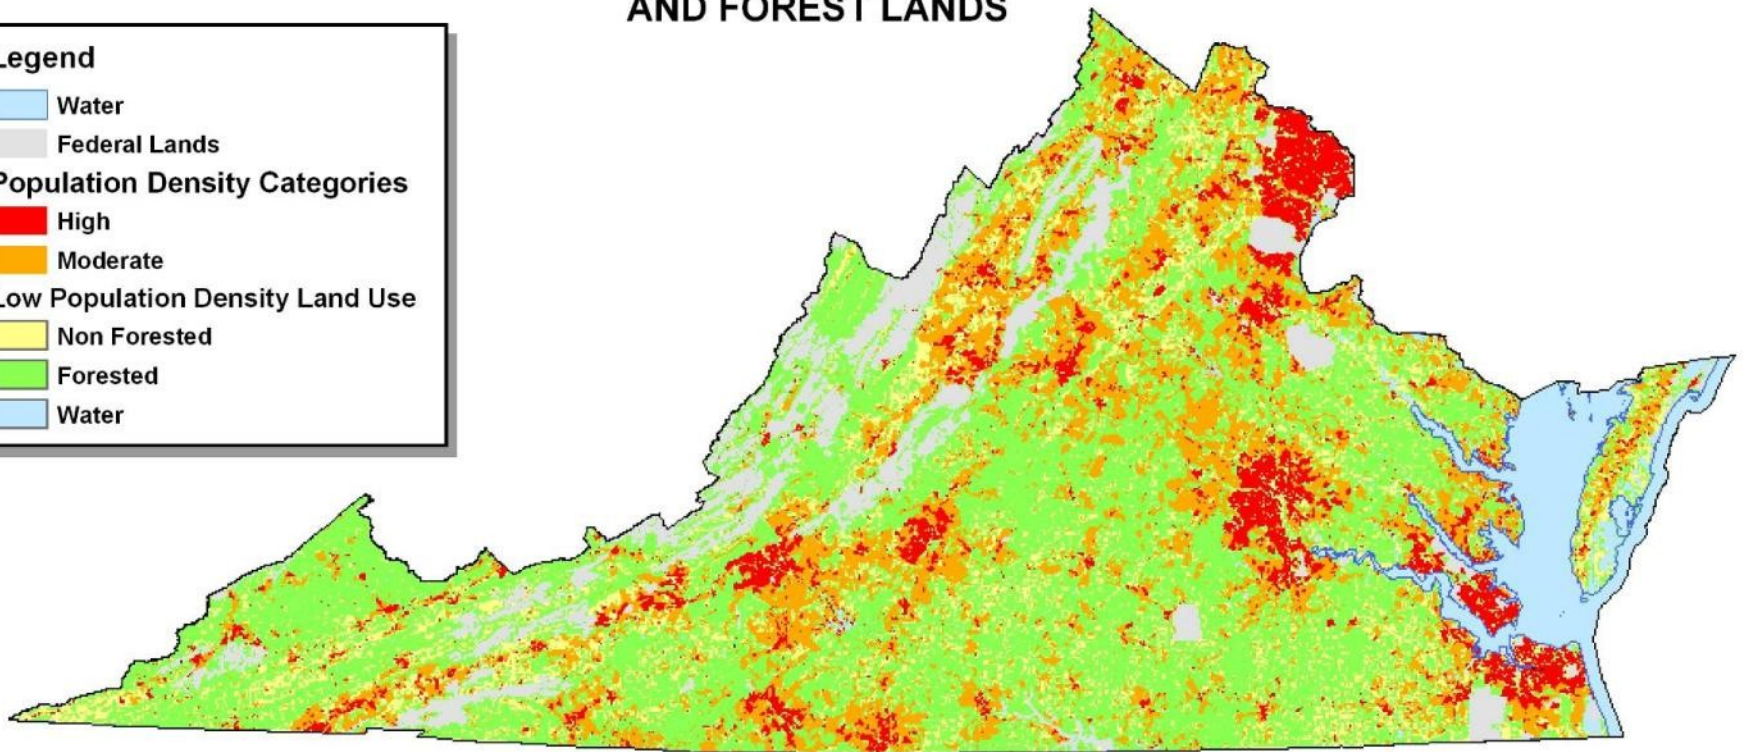 AND FOREST LANDS
Legend
Water
Federal Lands
Population Density Categories
High
Moderate
Low Population Density Land Use
Non Forested
Forested
Water